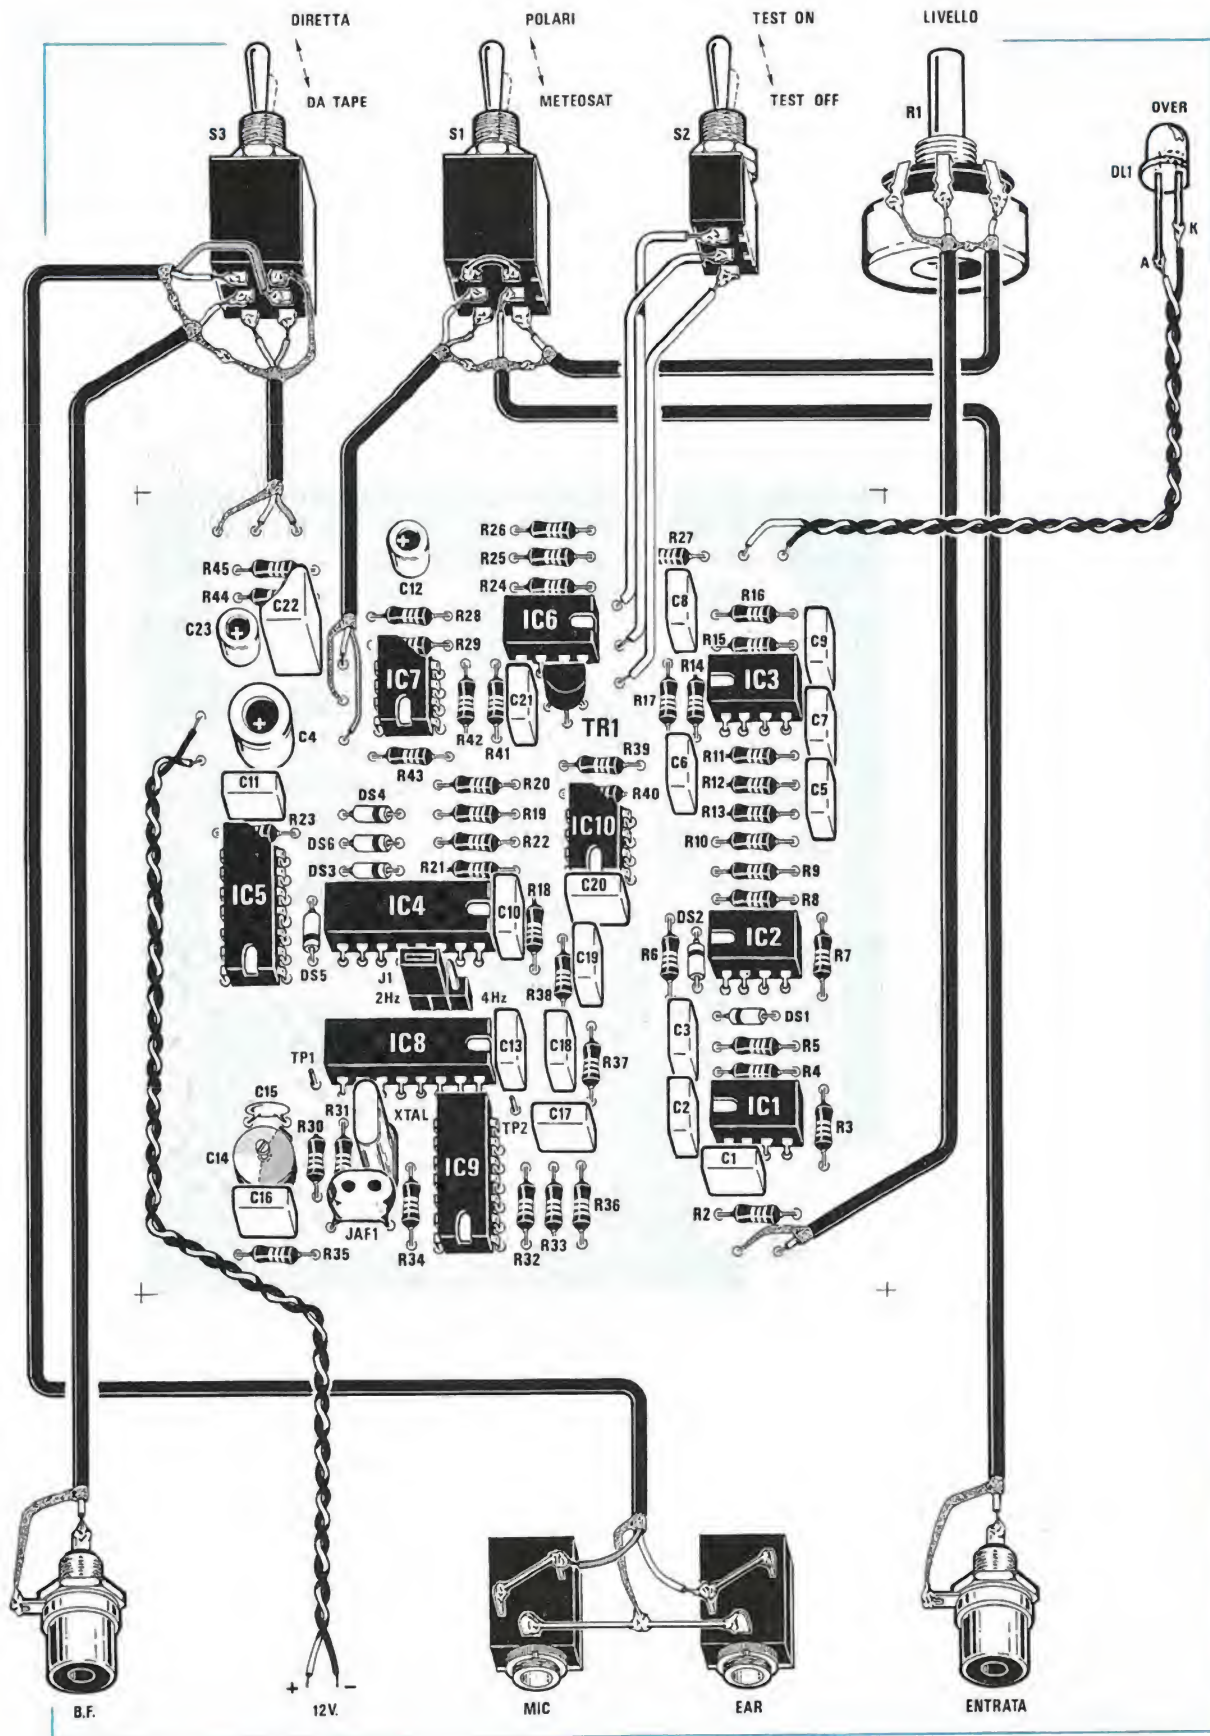 DIRETTA
POLARI
TEST ON
LIVELLO
DA TAPE
METEOSAT
TEST OFF
OVER
S3
S1
S2
R1
DL1
K
A
R26
R25
R24
R27
R45
R44
C22
C23
C12
R28
R29
IC6
IC7
C8
R16
R15
C9
IC3
R17
R14
C21
R42
R41
TR1
C4
R43
R39
C6
R11
C7
C11
R20
R12
C5
DS4
R19
R40
R13
R23
IC10
DS6
R22
R10
DS3
R21
R9
C20
R8
IC5
IC4
C10
R18
DS2
IC2
R6
R7
DS5
C19
J1
R38
2Hz
4Hz
DS1
C3
IC8
C13
C18
R5
R37
R4
TP1
C15
R31
XTAL
C2
IC1
R3
R30
TP2
C17
C14
IC9
C1
C16
R36
R2
JAF1
R35
R34
R32
R33
+
-
B.F.
12V.
MIC
EAR
ENTRATA